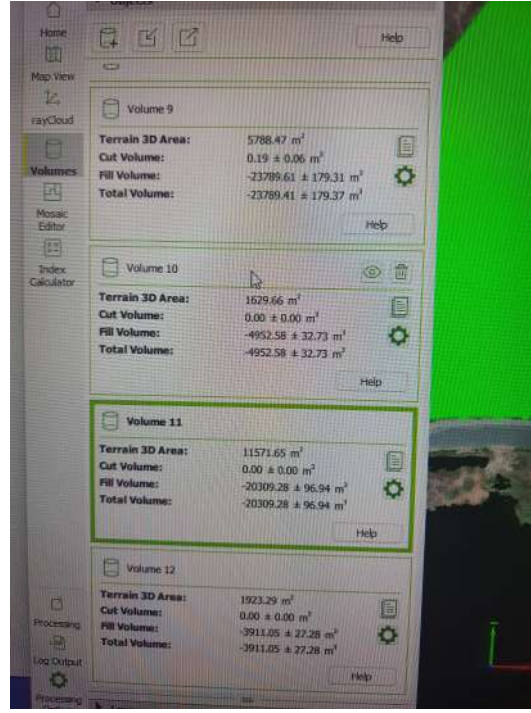 Objects
Home
Help
Map View
rayCloud
Volumes
Mosaic
Editor
Index
Calculator
Volume 9
Terrain 3D Area: 5788.47 m²
Cut Volume: 0.19 ± 0.06 m³
Fill Volume: -23789.61 ± 179.31 m³
Total Volume: -23789.41 ± 179.37 m³
Help
Volume 10
Terrain 3D Area: 1629.66 m²
Cut Volume: 0.00 ± 0.00 m³
Fill Volume: -4952.58 ± 32.73 m³
Total Volume: -4952.58 ± 32.73 m³
Help
Volume 11
Terrain 3D Area: 11571.65 m²
Cut Volume: 0.00 ± 0.00 m³
Fill Volume: -20309.28 ± 96.94 m³
Total Volume: -20309.28 ± 96.94 m³
Help
Volume 12
Terrain 3D Area: 1923.29 m²
Cut Volume: 0.00 ± 0.00 m³
Fill Volume: -3911.05 ± 27.28 m³
Total Volume: -3911.05 ± 27.28 m³
Help
Processing
Log Output
Processing